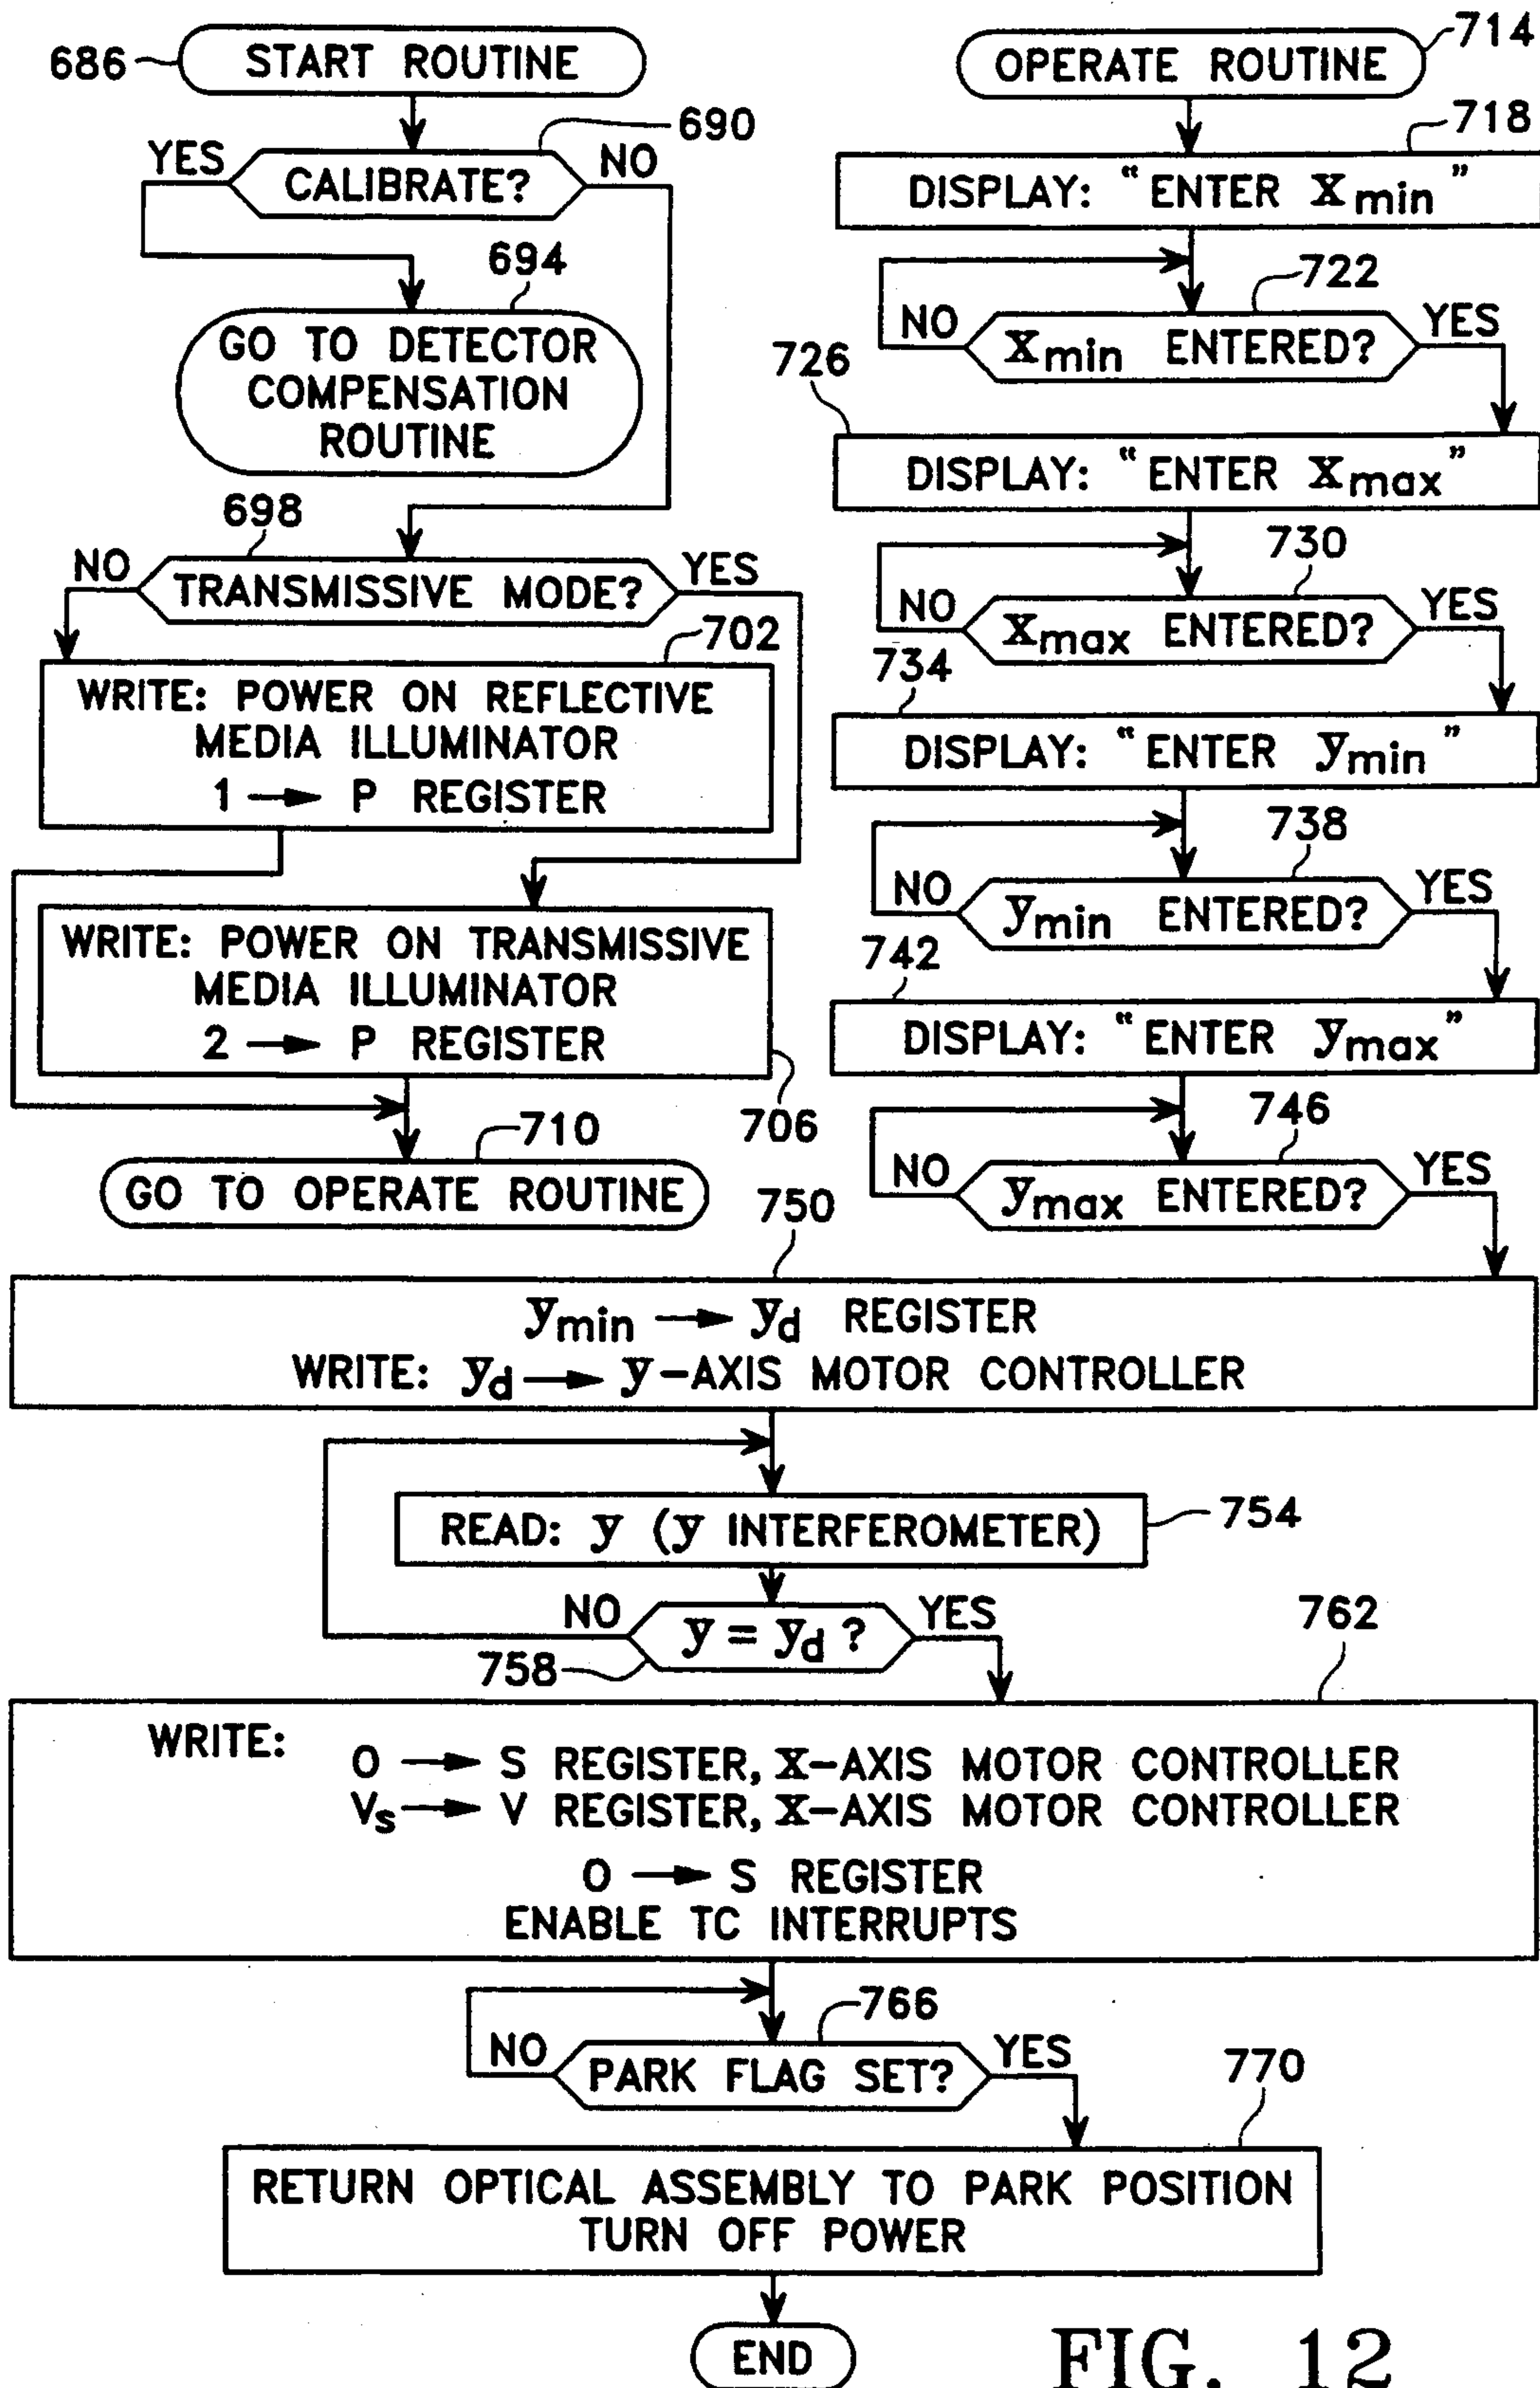 686
START ROUTINE
690
YES
CALIBRATE?
NO
694
GO TO DETECTOR
COMPENSATION
ROUTINE
698
NO
TRANSMISSIVE MODE?
YES
702
WRITE: POWER ON REFLECTIVE
MEDIA ILLUMINATOR
1 → P REGISTER
WRITE: POWER ON TRANSMISSIVE
MEDIA ILLUMINATOR
2 → P REGISTER
706
710
GO TO OPERATE ROUTINE
714
OPERATE ROUTINE
718
DISPLAY: "ENTER xmin"
722
NO
xmin ENTERED?
YES
726
DISPLAY: "ENTER xmax"
730
NO
xmax ENTERED?
YES
734
DISPLAY: "ENTER ymin"
738
NO
ymin ENTERED?
YES
742
DISPLAY: "ENTER ymax"
746
NO
ymax ENTERED?
YES
750
ymin → yd REGISTER
WRITE: yd → y-AXIS MOTOR CONTROLLER
READ: y (y INTERFEROMETER)
754
NO
y = yd ?
YES
758
762
WRITE:
0 → S REGISTER, X-AXIS MOTOR CONTROLLER
Vs → V REGISTER, X-AXIS MOTOR CONTROLLER
0 → S REGISTER
ENABLE TC INTERRUPTS
766
NO
PARK FLAG SET?
YES
770
RETURN OPTICAL ASSEMBLY TO PARK POSITION
TURN OFF POWER
END
FIG. 12